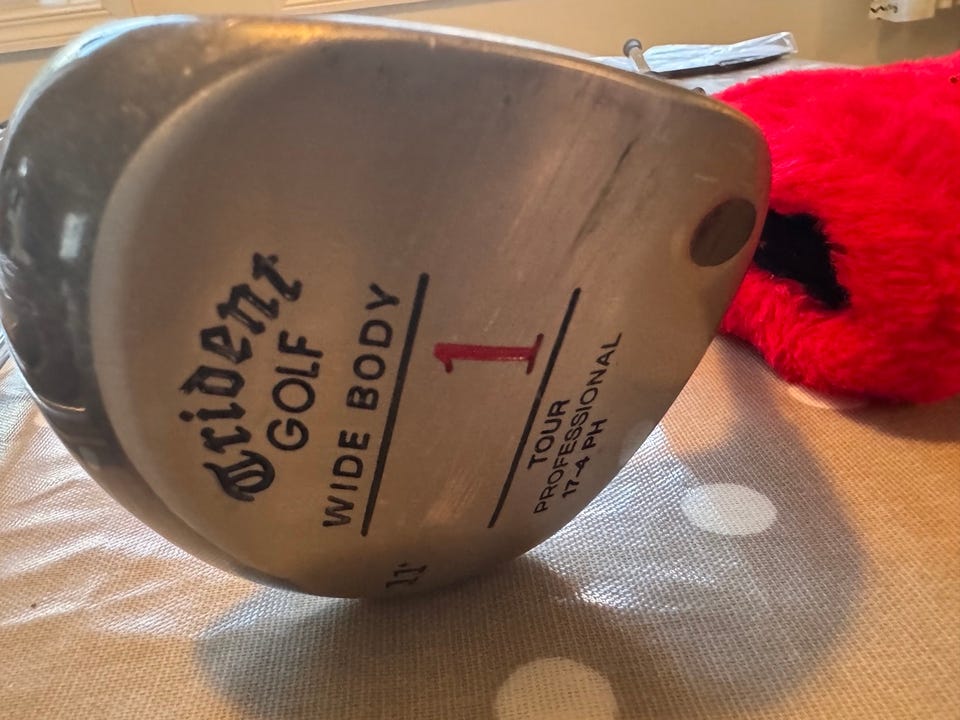 Trident
GOLF
WIDE BODY
1
TOUR
PROFESSIONAL
17-4 PH
11°